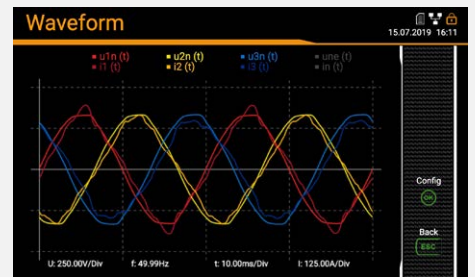 Waveform
15.07.2019 16:11
u1n (t) u2n (t) u3n (t) une (t)
i1 (t) i2 (t) i3 (t) in (t)
Config
OK
Back
ESC
U: 250.00V/Div f: 49.99Hz t: 10.00ms/Div I: 125.00A/Div